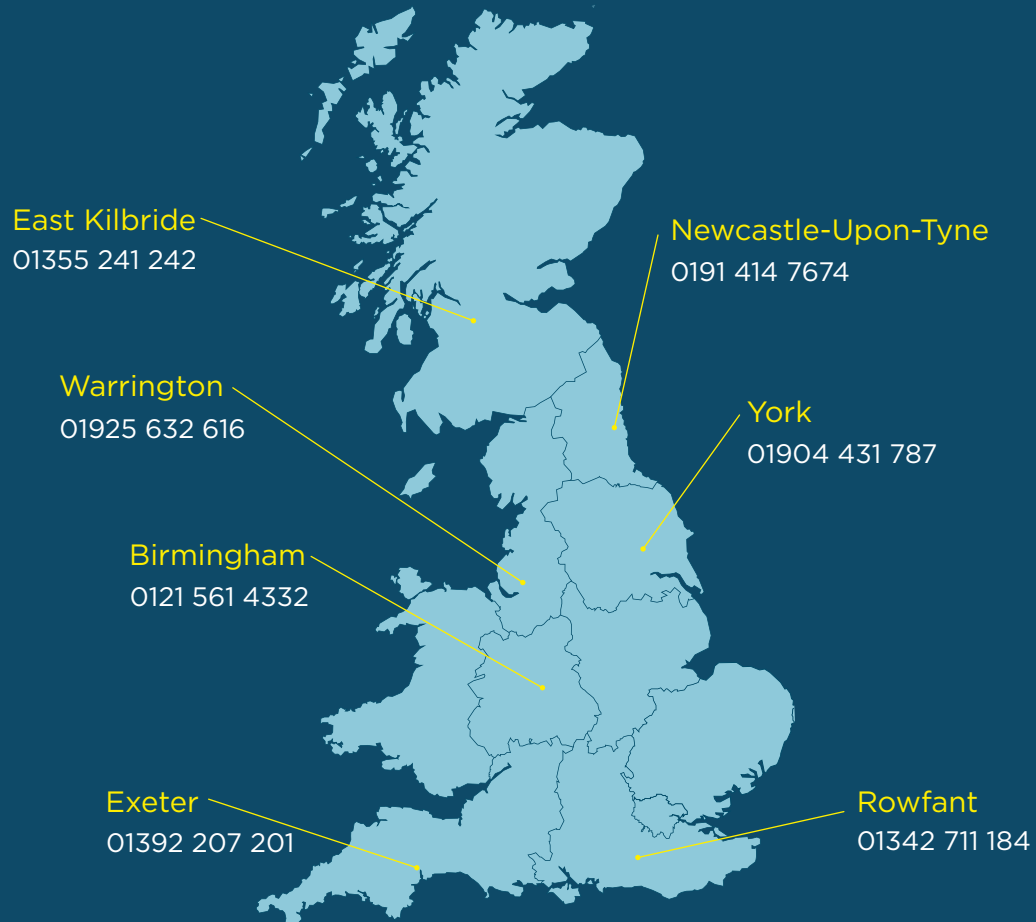 East Kilbride
01355 241 242
Newcastle-Upon-Tyne
0191 414 7674
Warrington
01925 632 616
York
01904 431 787
Birmingham
0121 561 4332
Exeter
01392 207 201
Rowfant
01342 711 184